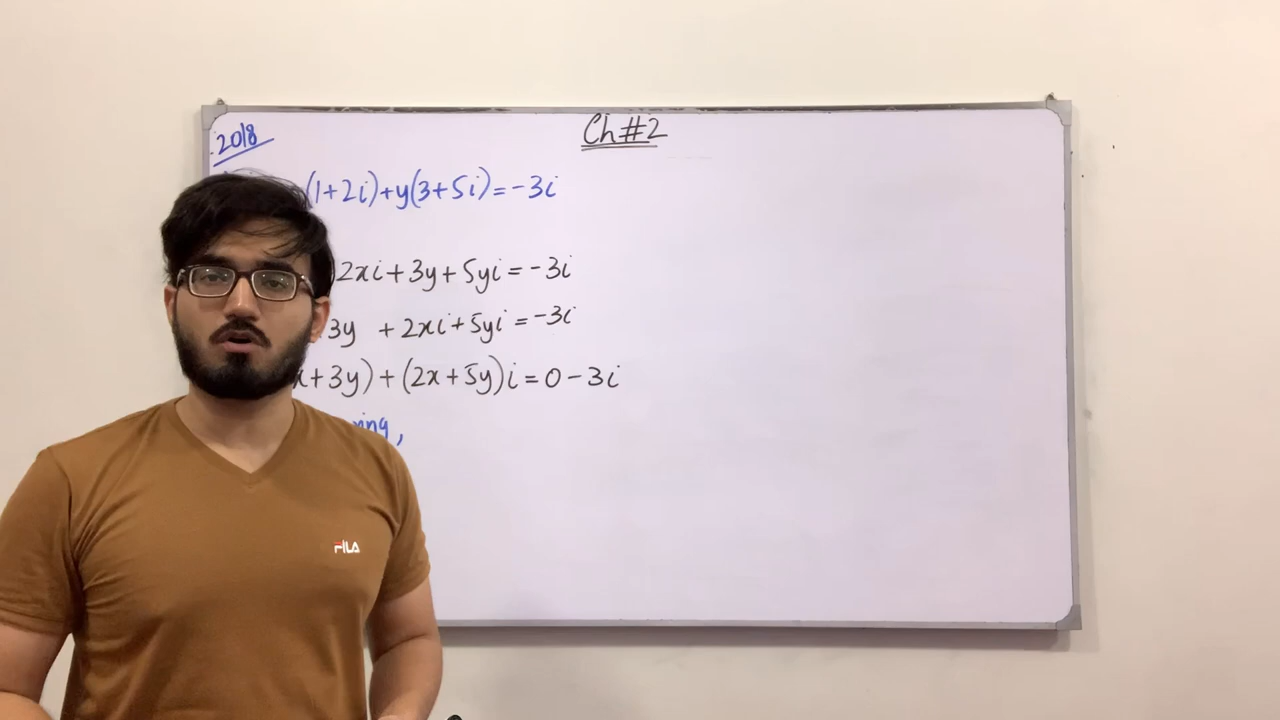 Ch#2
2018
(1+2i)+y(3+5i)=-3i
2xi+3y+5yi=-3i
3y +2xi+5yi=-3i
x+3y)+(2x+5y)i=0-3i
FILA